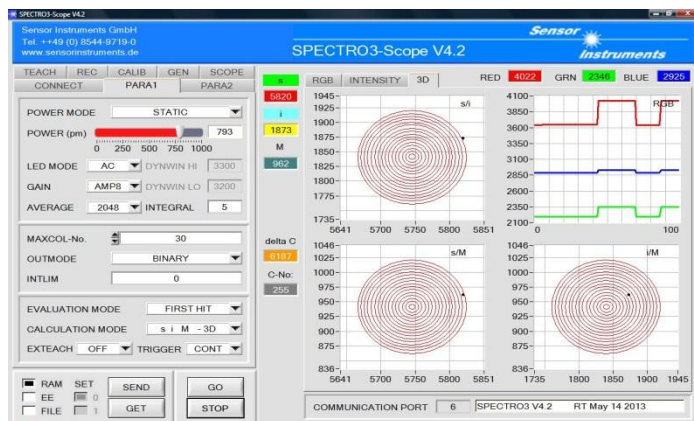 SPECTRO3-Scope V4.2
Sensor Instruments GmbH
Tel. ++49 (0) 8544-9719-0
www.sensorinstruments.de
SPECTRO3-Scope V4.2
Sensor
Instruments
TEACH REC CALIB GEN SCOPE
CONNECT PARA1 PARA2
POWER MODE STATIC
POWER (pm) 793
0 250 500 750 1000
LED MODE AC DYNWIN HI 3300
GAIN AMP8 DYNWIN LO 3200
AVERAGE 2048 INTEGRAL 5
MAXCOL-No. 30
OUTMODE BINARY
INTLIM 0
EVALUATION MODE FIRST HIT
CALCULATION MODE s i M - 3D
EXTEACH OFF TRIGGER CONT
RAM SET SEND GO
EE 0
FILE 1 GET STOP
s
5820
i
1873
M
962
delta C
6187
C-No:
255
RGB INTENSITY 3D RED 4022 GRN 2346 BLUE 2925
s/i
1945
1925
1900
1875
1850
1825
1800
1775
1735
5641 5700 5750 5800 5851
RGB
4100
3850
3600
3350
3100
2850
2600
2350
2100
0 100
s/M
1046
1025
1000
975
950
925
900
875
836
5641 5700 5750 5800 5851
i/M
1046
1025
1000
975
950
925
900
875
836
1735 1800 1850 1900 1945
COMMUNICATION PORT 6 SPECTRO3 V4.2 RT May 14 2013